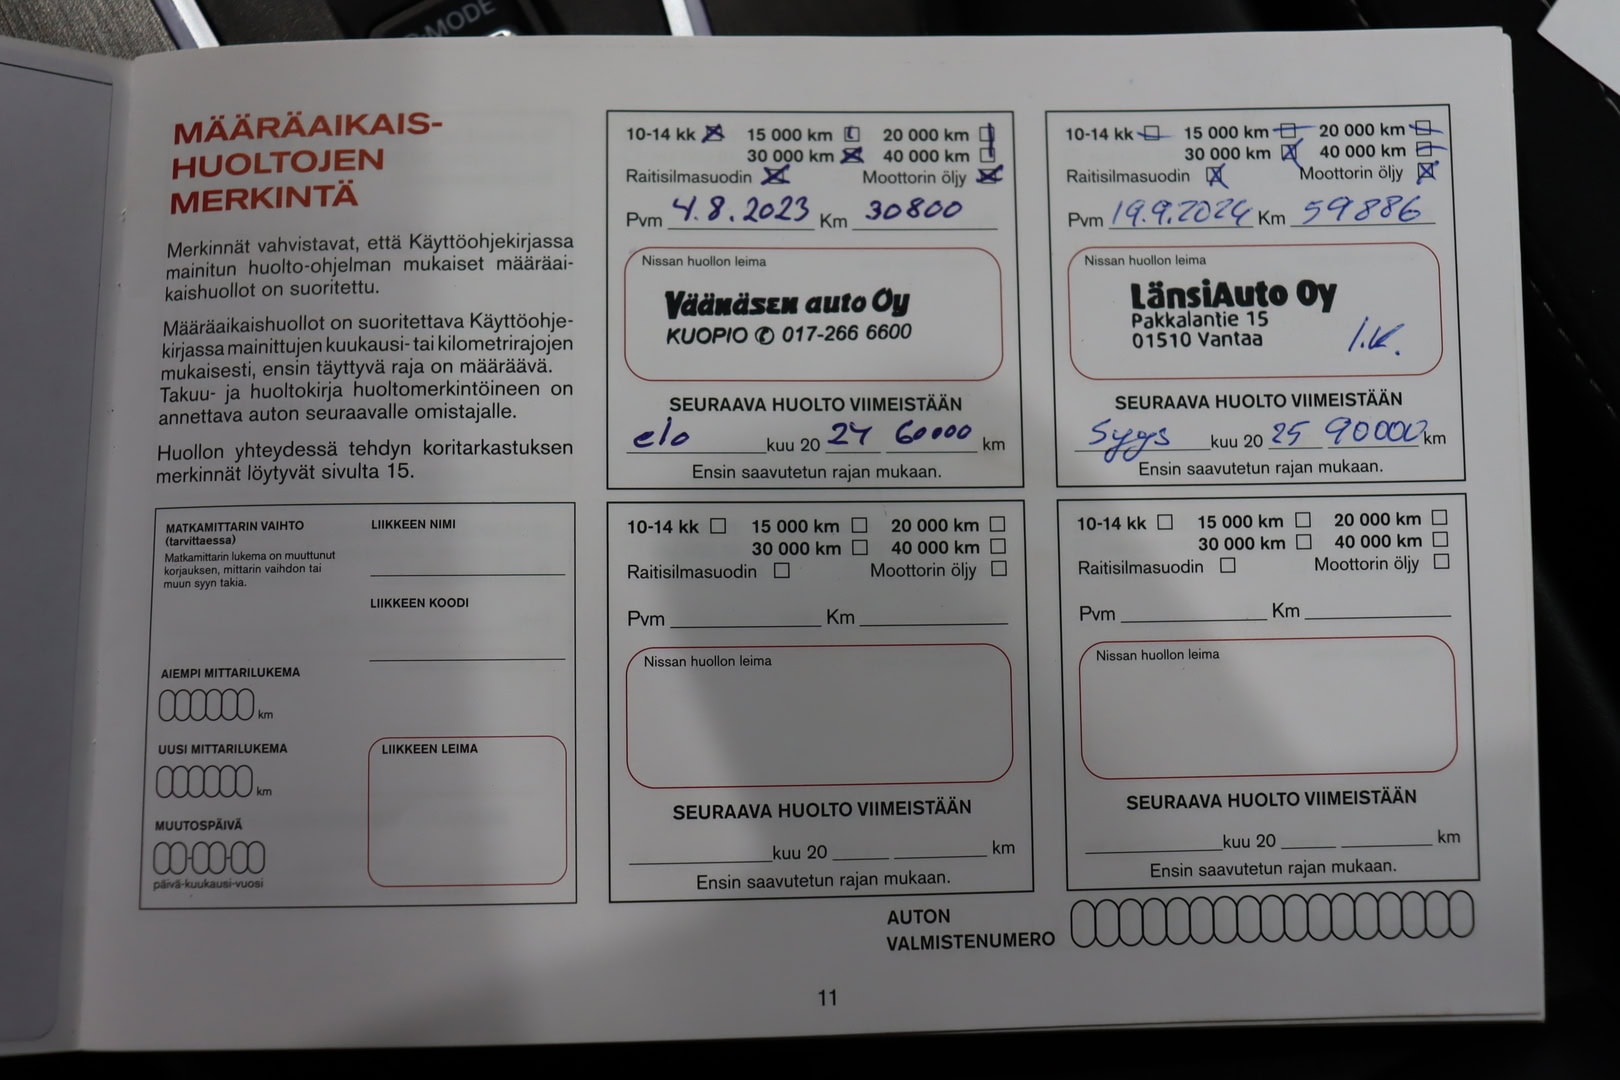 D-MODE
MÄÄRÄAIKAIS-
HUOLTOJEN
MERKINTÄ
Merkinnät vahvistavat, että Käyttöohjekirjassa
mainitun huolto-ohjelman mukaiset määräai-
kaishuollot on suoritettu.
Määräaikaishuollot on suoritettava Käyttöohje-
kirjassa mainittujen kuukausi- tai kilometrirajojen
mukaisesti, ensin täyttyvä raja on määräävä.
Takuu- ja huoltokirja huoltomerkintöineen on
annettava auton seuraavalle omistajalle.
Huollon yhteydessä tehdyn koritarkastuksen
merkinnät löytyvät sivulta 15.
MATKAMITTARIN VAIHTO
(tarvittaessa)
Matkamittarin lukema on muuttunut
korjauksen, mittarin vaihdon tai
muun syyn takia.
LIIKKEEN NIMI
LIIKKEEN KOODI
AIEMPI MITTARILUKEMA
km
UUSI MITTARILUKEMA
km
MUUTOSPÄIVÄ
päivä-kuukausi-vuosi
LIIKKEEN LEIMA
10-14 kk 15 000 km 20 000 km
30 000 km 40 000 km
Raitisilmasuodin Moottorin öljy
Pvm 4.8.2023 Km 30800
Nissan huollon leima
Väänäsen auto Oy
KUOPIO ✆ 017-266 6600
SEURAAVA HUOLTO VIIMEISTÄÄN
elo kuu 20 24 60000 km
Ensin saavutetun rajan mukaan.
10-14 kk 15 000 km 20 000 km
30 000 km 40 000 km
Raitisilmasuodin Moottorin öljy
Pvm 19.9.2024 Km 59886
Nissan huollon leima
LänsiAuto Oy
Pakkalantie 15
01510 Vantaa
I.K.
SEURAAVA HUOLTO VIIMEISTÄÄN
Syys kuu 20 25 90000 km
Ensin saavutetun rajan mukaan.
10-14 kk 15 000 km 20 000 km
30 000 km 40 000 km
Raitisilmasuodin Moottorin öljy
Pvm Km
Nissan huollon leima
SEURAAVA HUOLTO VIIMEISTÄÄN
kuu 20 km
Ensin saavutetun rajan mukaan.
10-14 kk 15 000 km 20 000 km
30 000 km 40 000 km
Raitisilmasuodin Moottorin öljy
Pvm Km
Nissan huollon leima
SEURAAVA HUOLTO VIIMEISTÄÄN
kuu 20 km
Ensin saavutetun rajan mukaan.
AUTON
VALMISTENUMERO
11